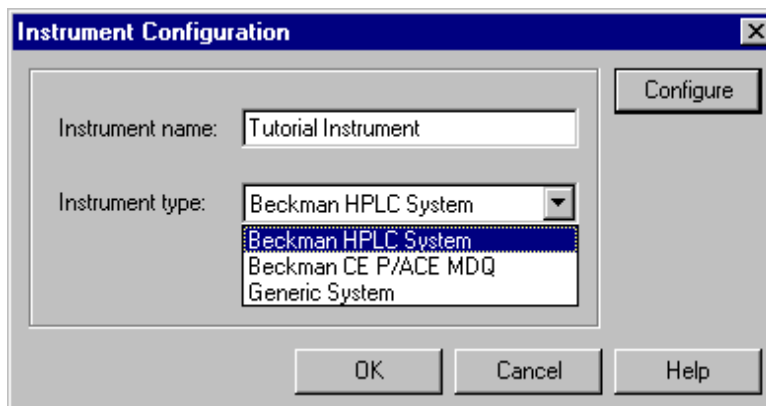 Instrument Configuration
Configure
Instrument name: Tutorial Instrument
Instrument type: Beckman HPLC System
Beckman HPLC System
Beckman CE P/ACE MDQ
Generic System
OK Cancel Help